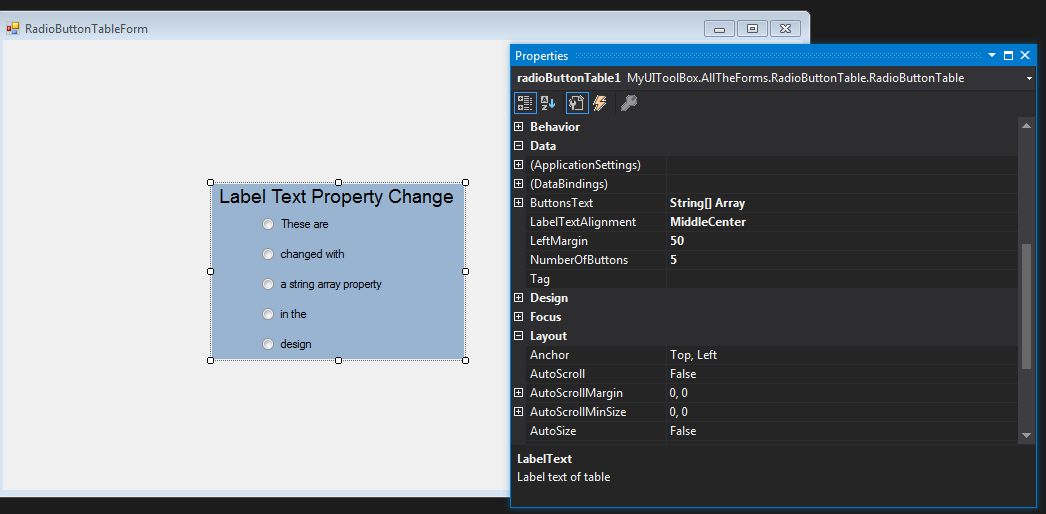 RadioButtonTableForm
Label Text Property Change
These are
changed with
a string array property
in the
design
Properties
radioButtonTable1 MyUIToolBox.AllTheForms.RadioButtonTable.RadioButtonTable
Behavior
Data
(ApplicationSettings)
(DataBindings)
ButtonsText String[] Array
LabelTextAlignment MiddleCenter
LeftMargin 50
NumberOfButtons 5
Tag
Design
Focus
Layout
Anchor Top, Left
AutoScroll False
AutoScrollMargin 0, 0
AutoScrollMinSize 0, 0
AutoSize False
LabelText
Label text of table